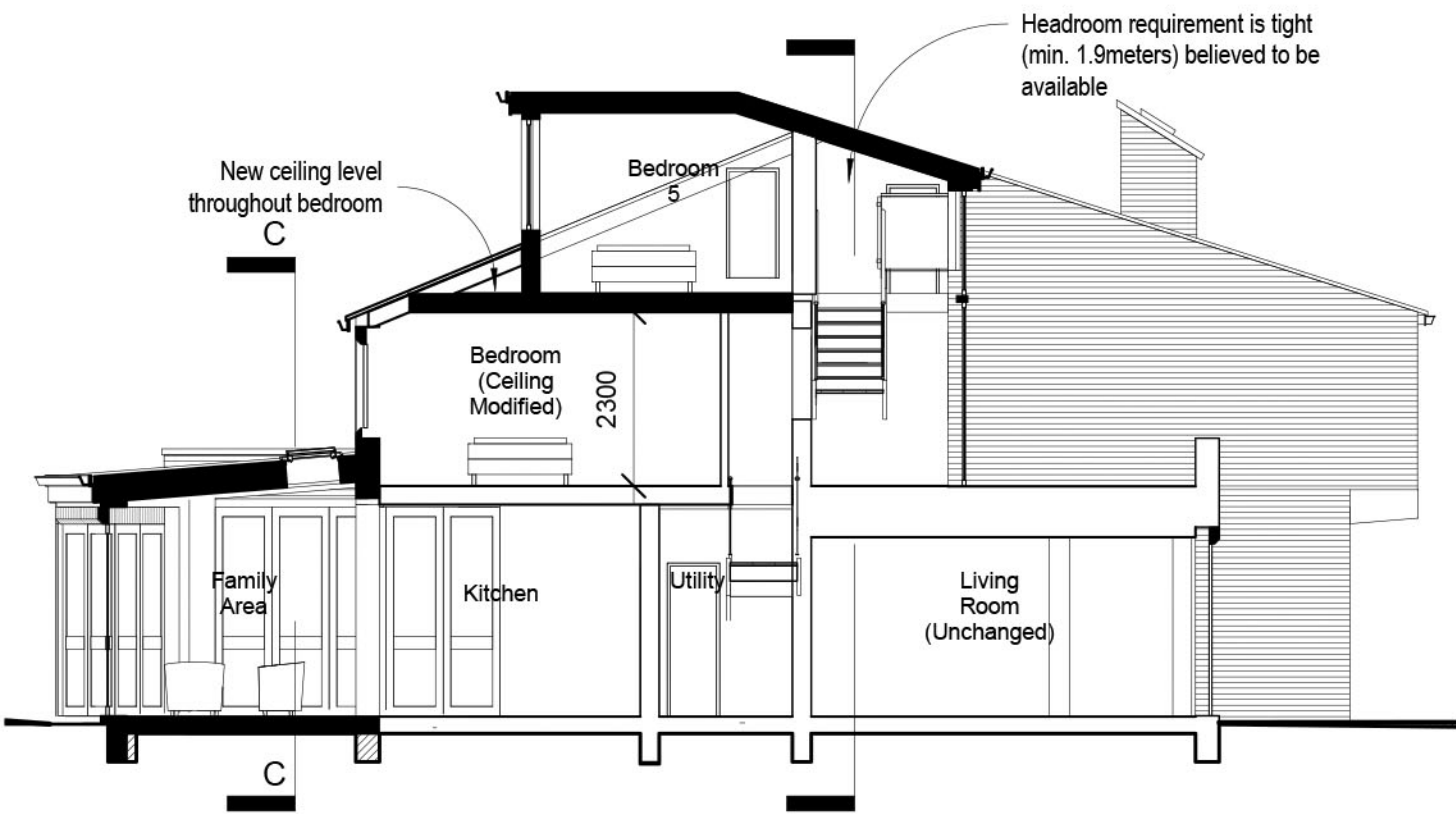 Headroom requirement is tight
(min. 1.9meters) believed to be
available
New ceiling level
throughout bedroom
C
Bedroom
5
Bedroom
(Ceiling
Modified)
2300
Family
Area
Kitchen
Utility
Living
Room
(Unchanged)
C